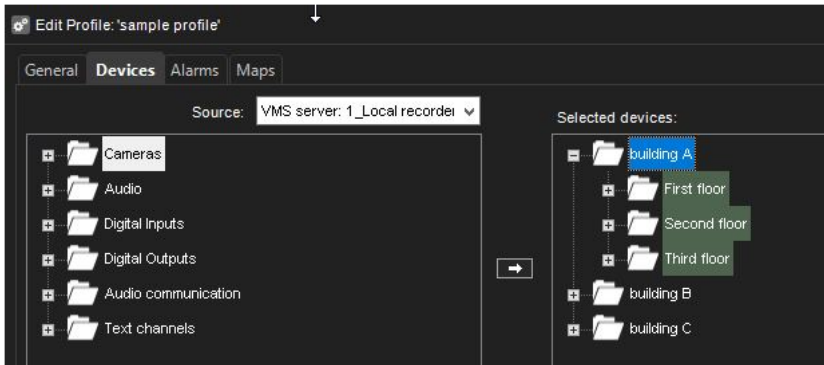 Edit Profile: 'sample profile'
General Devices Alarms Maps
Source: VMS server: 1_Local recorder
Selected devices:
Cameras
Audio
Digital Inputs
Digital Outputs
Audio communication
Text channels
building A
First floor
Second floor
Third floor
building B
building C